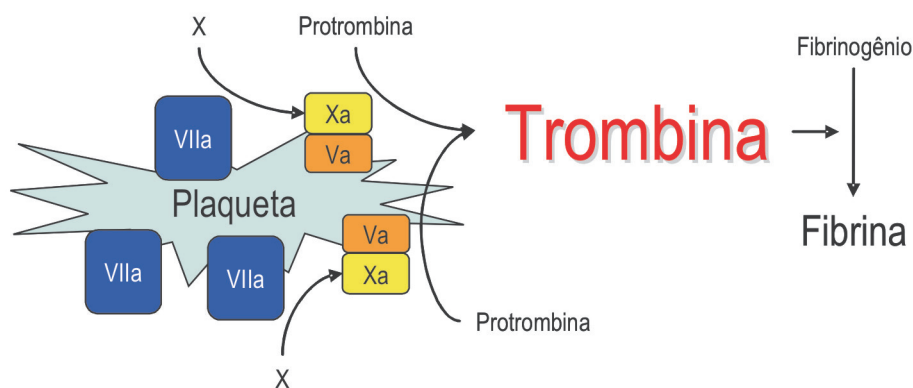 X
Protrombina
Fibrinogênio
Xa
VIIa
Va
Trombina
Plaqueta
Va
Fibrina
VIIa
VIIa
Xa
Protrombina
X